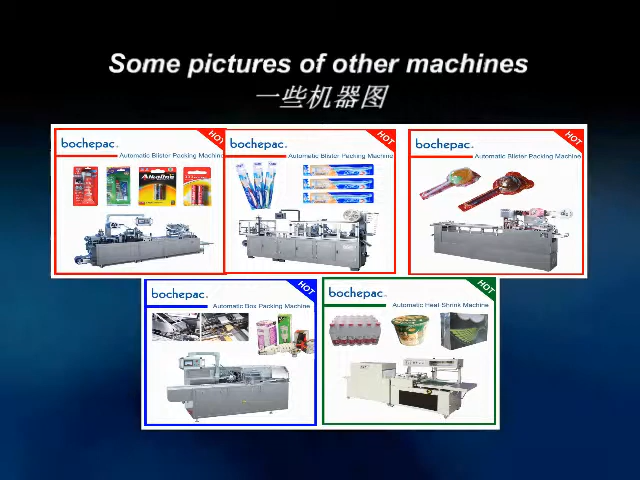 Some pictures of other machines
一些机器图
HOT
bochepac.
Automatic Blister Packing Machine
Alkaline
HOT
bochepac.
Automatic Blister Packing Machine
HOT
bochepac.
Automatic Blister Packing Machine
HOT
bochepac.
Automatic Box Packing Machine
HOT
bochepac.
Automatic Heat Shrink Machine